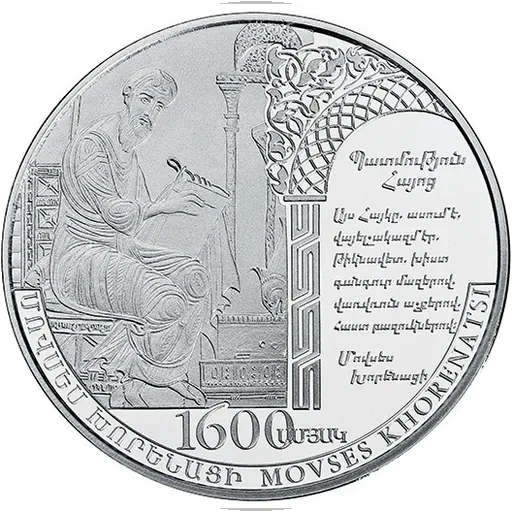 Պատմություն
Հայոց
Այս Հայկը, ասում է,
վայելչակազմ էր,
թիկնավետ, խիտ
գանգուր մազերով,
վառվռուն աչքերով,
հաստ բազուկներով:
Մովսես
Խորենացի
1600 ԱՄՅԱԿ
ՄՈՎՍԵՍ ԽՈՐԵՆԱՑԻ MOVSES KHORENATSI